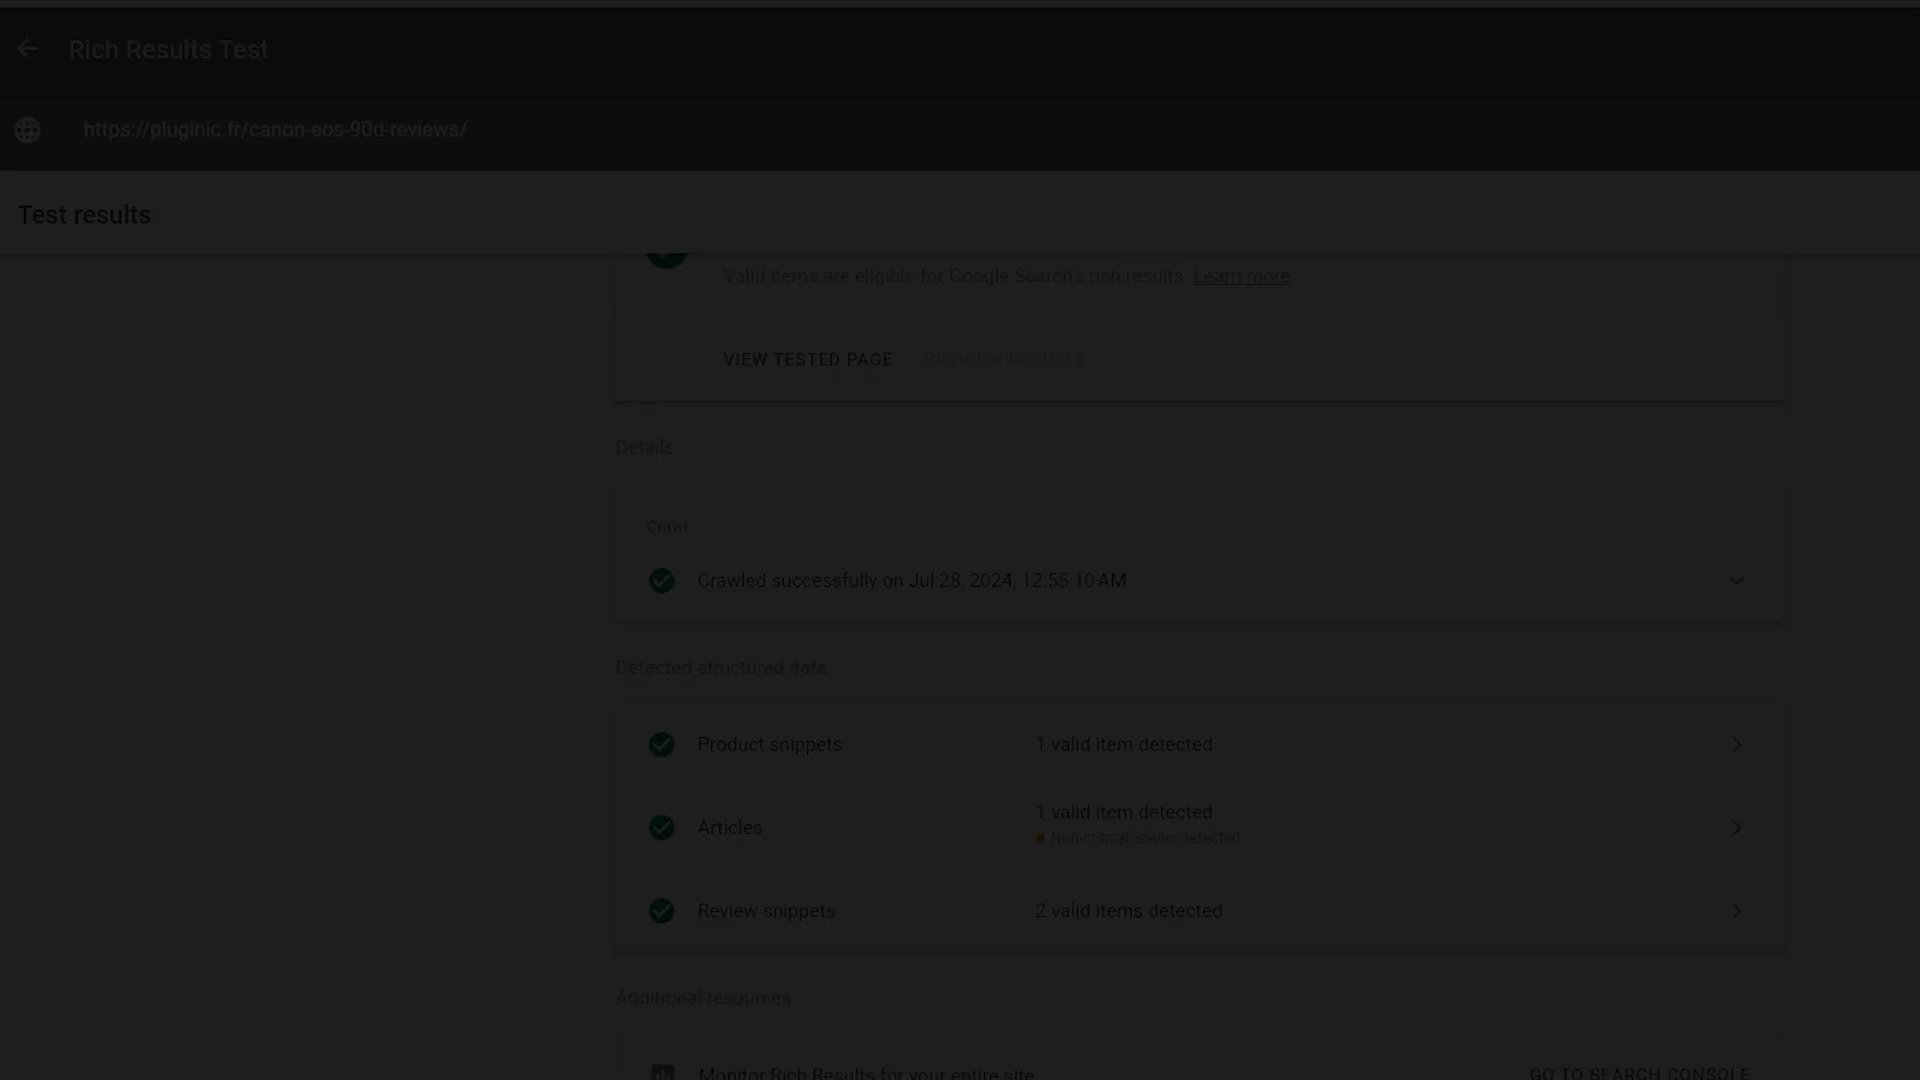 Rich Results Test
https://pluginic.fr/canon-eos-90d-reviews/
Test results
Valid items are eligible for Google Search's rich results. Learn more
VIEW TESTED PAGE PREVIEW RESULTS
Details
Crawl
Crawled successfully on Jul 28, 2024, 12:55:10 AM
Detected structured data
Product snippets 1 valid item detected
Articles 1 valid item detected
Non-critical issues detected
Review snippets 2 valid items detected
Additional resources
Monitor Rich Results for your entire site GO TO SEARCH CONSOLE